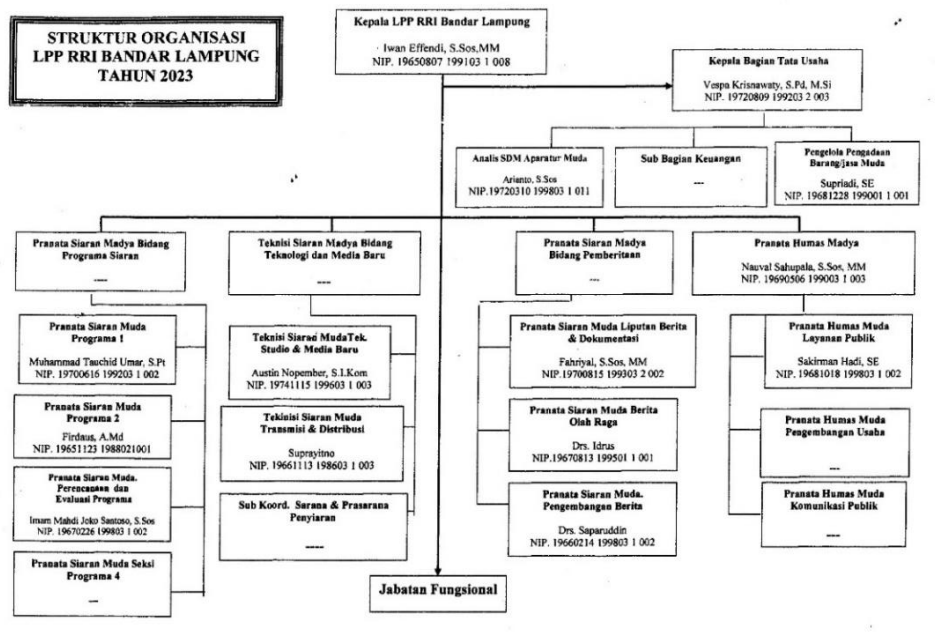 STRUKTUR ORGANISASI
LPP RRI BANDAR LAMPUNG
TAHUN 2023
Kepala LPP RRI Bandar Lampung
Iwan Effendi, S.Sos,MM
NIP. 19650807 199103 1 008
Kepala Bagian Tata Usaha
Vespa Krisnawaty, S.Pd, M.Si
NIP. 19720809 199203 2 003
Analis SDM Aparatur Muda
Arianto, S.Sos
NIP.19720310 199803 1 011
Sub Bagian Keuangan
---
Pengelola Pengadaan
Barang/jasa Muda
Supriadi, SE
NIP. 19681228 199001 1 001
Pranata Siaran Madya Bidang
Programa Siaran
----
Teknisi Siaran Madya Bidang
Teknologi dan Media Baru
----
Pranata Siaran Madya
Bidang Pemberitaan
---
Pranata Humas Madya
Nauval Sahupala, S.Sos, MM
NIP. 19690506 199003 1 003
Pranata Siaran Muda
Programa 1
Muhammad Tauchid Umar, S.Pt
NIP. 19700616 199203 1 002
Pranata Siaran Muda
Programa 2
Firdaus, A.Md
NIP. 19651123 1988021001
Pranata Siaran Muda.
Perencanaan dan
Evaluasi Programa
Imam Mahdi Joko Santoso, S.Sos
NIP. 19670226 199803 1 002
Pranata Siaran Muda Seksi
Programa 4
---
Teknisi Siaran MudaTek.
Studio & Media Baru
Austin Nopember, S.I.Kom
NIP. 19741115 199603 1 003
Tekinisi Siaran Muda
Transmisi & Distribusi
Suprayitno
NIP. 19661113 198603 1 003
Sub Koord. Sarana & Prasarana
Penyiaran
----
Pranata Siaran Muda Liputan Berita
& Dokumentasi
Fahriyal, S.Sos, MM
NIP.19700815 199303 2 002
Pranata Siaran Muda Berita
Olah Raga
Drs. Idrus
NIP. 19670813 199501 1 001
Pranata Siaran Muda.
Pengembangan Berita
Drs. Saparuddin
NIP. 19660214 199803 1 002
Pranata Humas Muda
Layanan Publik
Sakirman Hadi, SE
NIP. 19681018 199803 1 002
Pranata Humas Muda
Pengembangan Usaha
---
Pranata Humas Muda
Komunikasi Publik
----
Jabatan Fungsional